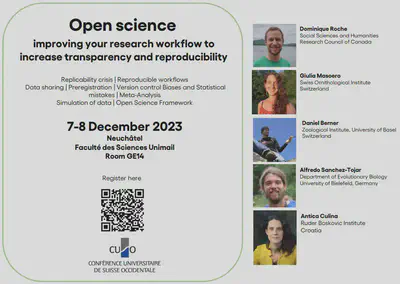 Open science
improving your research workflow to
increase transparency and reproducibility
Replicability crisis | Reproducible workflows
Data sharing | Preregistration | Version control Biases and Statistical
mistakes | Meta-Analysis
Simulation of data | Open Science Framework
7-8 December 2023
Neuchâtel
Faculté des Sciences Unimail
Room GE14
Register here
CUSO
CONFÉRENCE UNIVERSITAIRE
DE SUISSE OCCIDENTALE
Dominique Roche
Social Sciences and Humanities
Research Council of Canada
Giulia Masoero
Swiss Ornithological Institute
Switzerland
Daniel Berner
Zoological Institute, University of Basel
Switzerland
Alfredo Sanchez-Tojar
Department of Evolutionary Biology
University of Bielefeld, Germany
Antica Culina
Ruder Boskovic Institute
Croatia